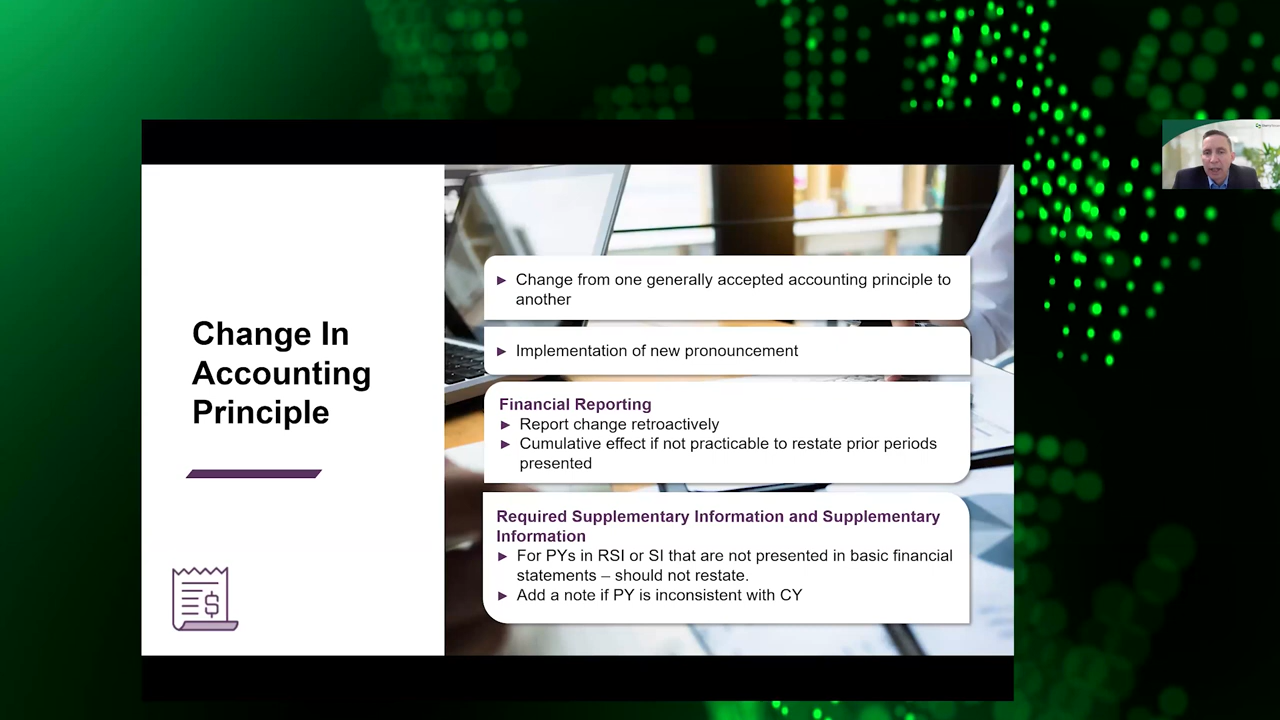 Change In
Accounting
Principle
► Change from one generally accepted accounting principle to
another
► Implementation of new pronouncement
Financial Reporting
► Report change retroactively
► Cumulative effect if not practicable to restate prior periods
presented
Required Supplementary Information and Supplementary
Information
► For PYs in RSI or SI that are not presented in basic financial
statements – should not restate.
► Add a note if PY is inconsistent with CY
$